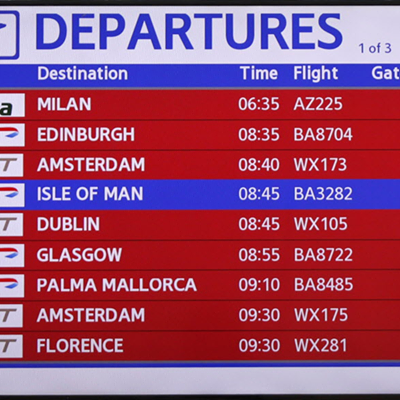 DEPARTURES 1 of 3
Destination Time Flight Gat
a MILAN 06:35 AZ225
EDINBURGH 08:35 BA8704
T AMSTERDAM 08:40 WX173
ISLE OF MAN 08:45 BA3282
T DUBLIN 08:45 WX105
GLASGOW 08:55 BA8722
PALMA MALLORCA 09:10 BA8485
T AMSTERDAM 09:30 WX175
T FLORENCE 09:30 WX281